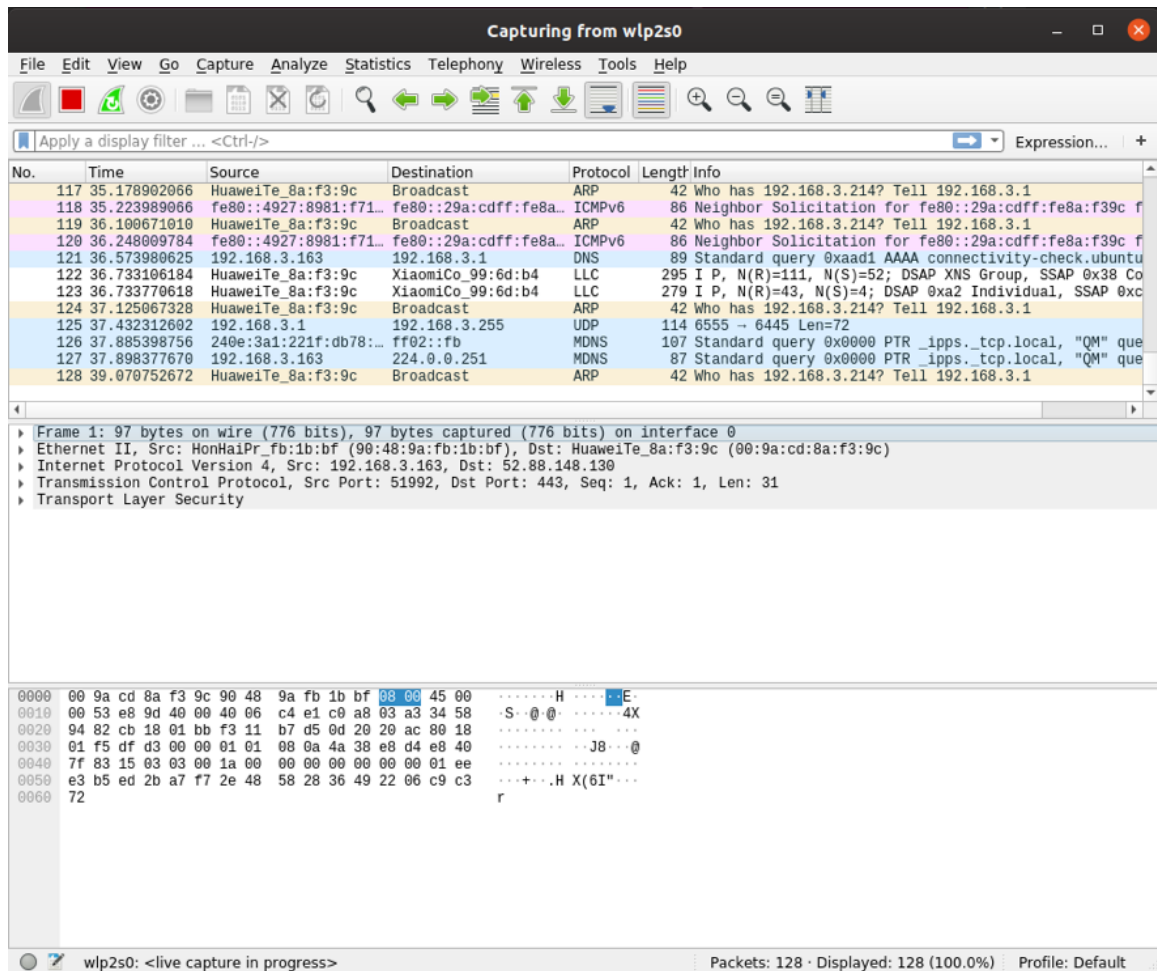 Capturing from wlp2s0
File Edit View Go Capture Analyze Statistics Telephony Wireless Tools Help
Apply a display filter ... <Ctrl-/> Expression... +
No. Time Source Destination Protocol Length Info
117 35.178902066 HuaweiTe_8a:f3:9c Broadcast ARP 42 Who has 192.168.3.214? Tell 192.168.3.1
118 35.223989066 fe80::4927:8981:f71… fe80::29a:cdff:fe8a… ICMPv6 86 Neighbor Solicitation for fe80::29a:cdff:fe8a:f39c f
119 36.100671010 HuaweiTe_8a:f3:9c Broadcast ARP 42 Who has 192.168.3.214? Tell 192.168.3.1
120 36.248009784 fe80::4927:8981:f71… fe80::29a:cdff:fe8a… ICMPv6 86 Neighbor Solicitation for fe80::29a:cdff:fe8a:f39c f
121 36.573980625 192.168.3.163 192.168.3.1 DNS 89 Standard query 0xaad1 AAAA connectivity-check.ubuntu
122 36.733106184 HuaweiTe_8a:f3:9c XiaomiCo_99:6d:b4 LLC 295 I P, N(R)=111, N(S)=52; DSAP XNS Group, SSAP 0x38 Co
123 36.733770618 HuaweiTe_8a:f3:9c XiaomiCo_99:6d:b4 LLC 279 I P, N(R)=43, N(S)=4; DSAP 0xa2 Individual, SSAP 0xc
124 37.125067328 HuaweiTe_8a:f3:9c Broadcast ARP 42 Who has 192.168.3.214? Tell 192.168.3.1
125 37.432312602 192.168.3.1 192.168.3.255 UDP 114 6555 → 6445 Len=72
126 37.885398756 240e:3a1:221f:db78:… ff02::fb MDNS 107 Standard query 0x0000 PTR _ipps._tcp.local, "QM" que
127 37.898377670 192.168.3.163 224.0.0.251 MDNS 87 Standard query 0x0000 PTR _ipps._tcp.local, "QM" que
128 39.070752672 HuaweiTe_8a:f3:9c Broadcast ARP 42 Who has 192.168.3.214? Tell 192.168.3.1
Frame 1: 97 bytes on wire (776 bits), 97 bytes captured (776 bits) on interface 0
Ethernet II, Src: HonHaiPr_fb:1b:bf (90:48:9a:fb:1b:bf), Dst: HuaweiTe_8a:f3:9c (00:9a:cd:8a:f3:9c)
Internet Protocol Version 4, Src: 192.168.3.163, Dst: 52.88.148.130
Transmission Control Protocol, Src Port: 51992, Dst Port: 443, Seq: 1, Ack: 1, Len: 31
Transport Layer Security
0000 00 9a cd 8a f3 9c 90 48 9a fb 1b bf 08 00 45 00 ·······H ······E·
0010 00 53 e8 9d 40 00 40 06 c4 e1 c0 a8 03 a3 34 58 ·S··@·@· ······4X
0020 94 82 cb 18 01 bb f3 11 b7 d5 0d 20 20 ac 80 18 ········ ···  ···
0030 01 f5 df d3 00 00 01 01 08 0a 4a 38 e8 d4 e8 40 ········ ··J8···@
0040 7f 83 15 03 03 00 1a 00 00 00 00 00 00 00 01 ee ········ ········
0050 e3 b5 ed 2b a7 f7 2e 48 58 28 36 49 22 06 c9 c3 ···+··.H X(6I"···
0060 72 r
wlp2s0: <live capture in progress> Packets: 128 · Displayed: 128 (100.0%) Profile: Default